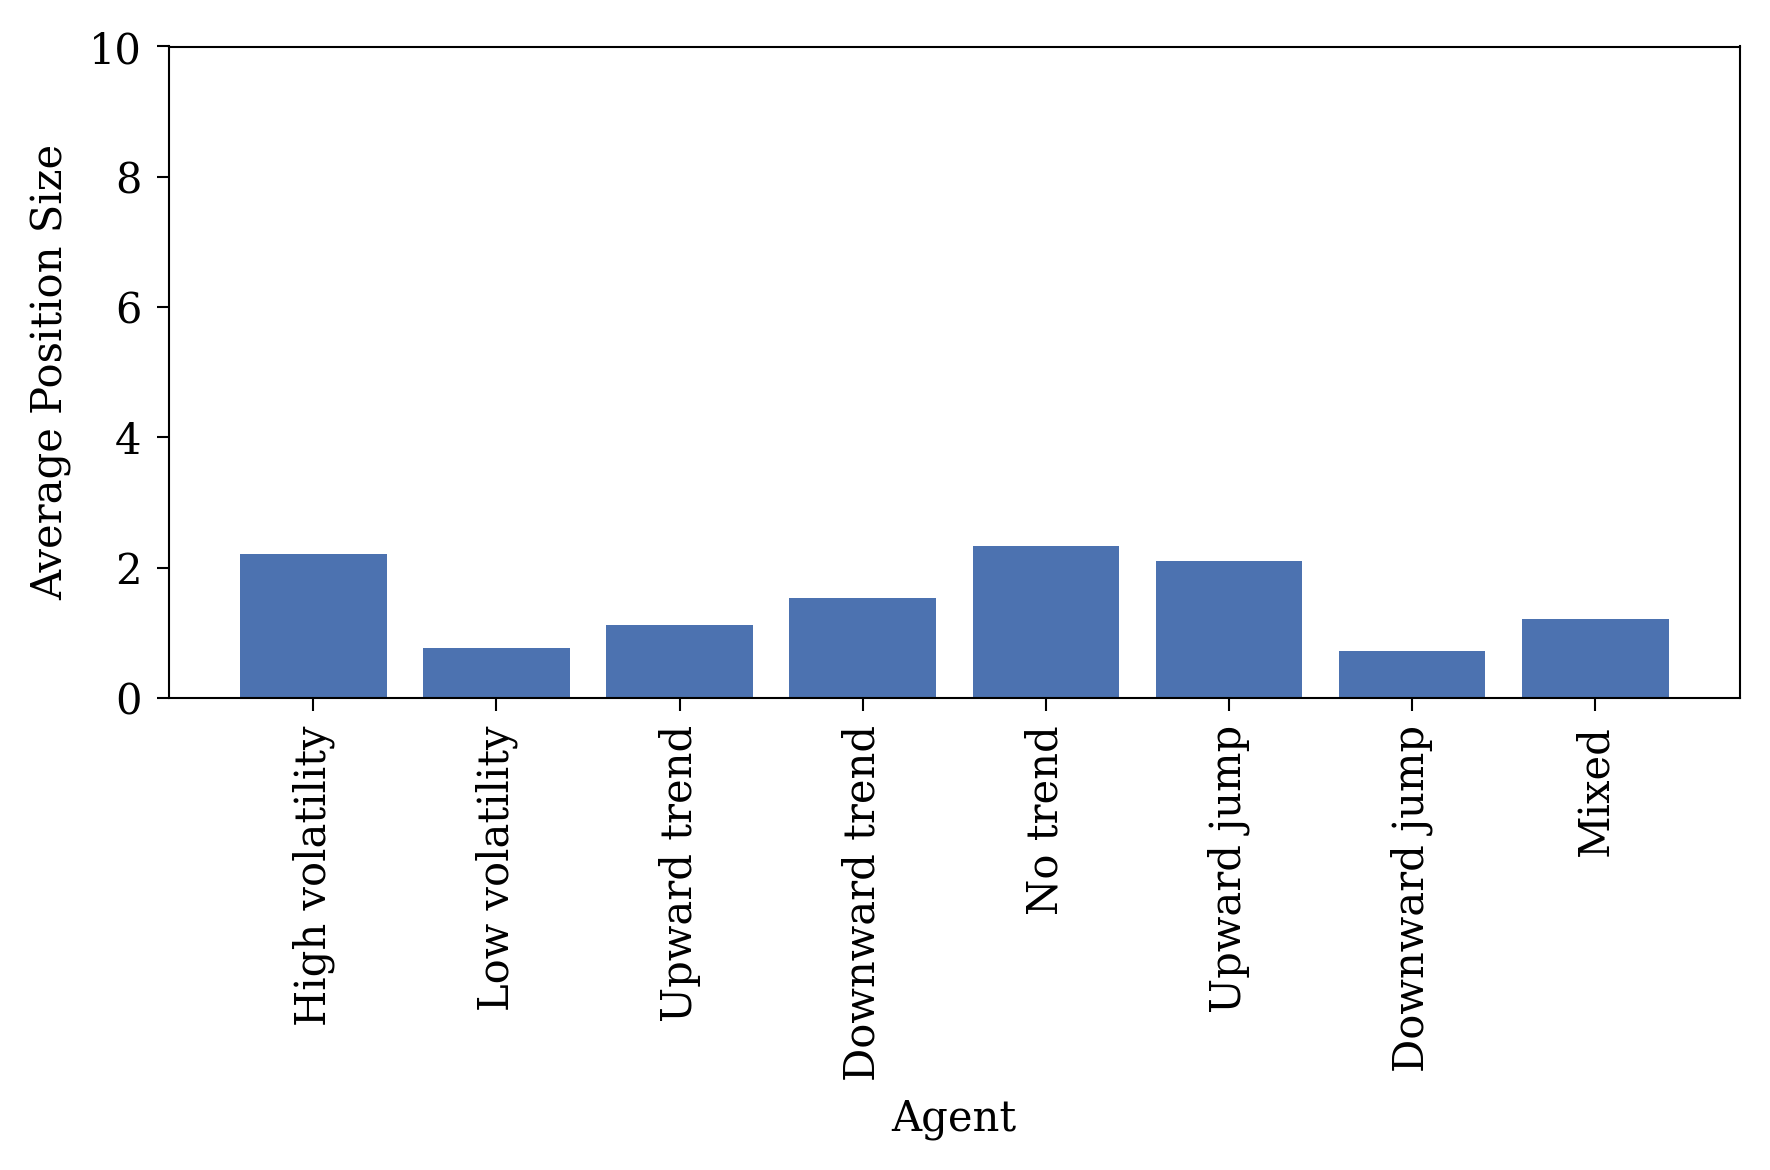 10
8
6
4
2
0
Average Position Size
High volatility
Low volatility
Upward trend
Downward trend
No trend
Upward jump
Downward jump
Mixed
Agent